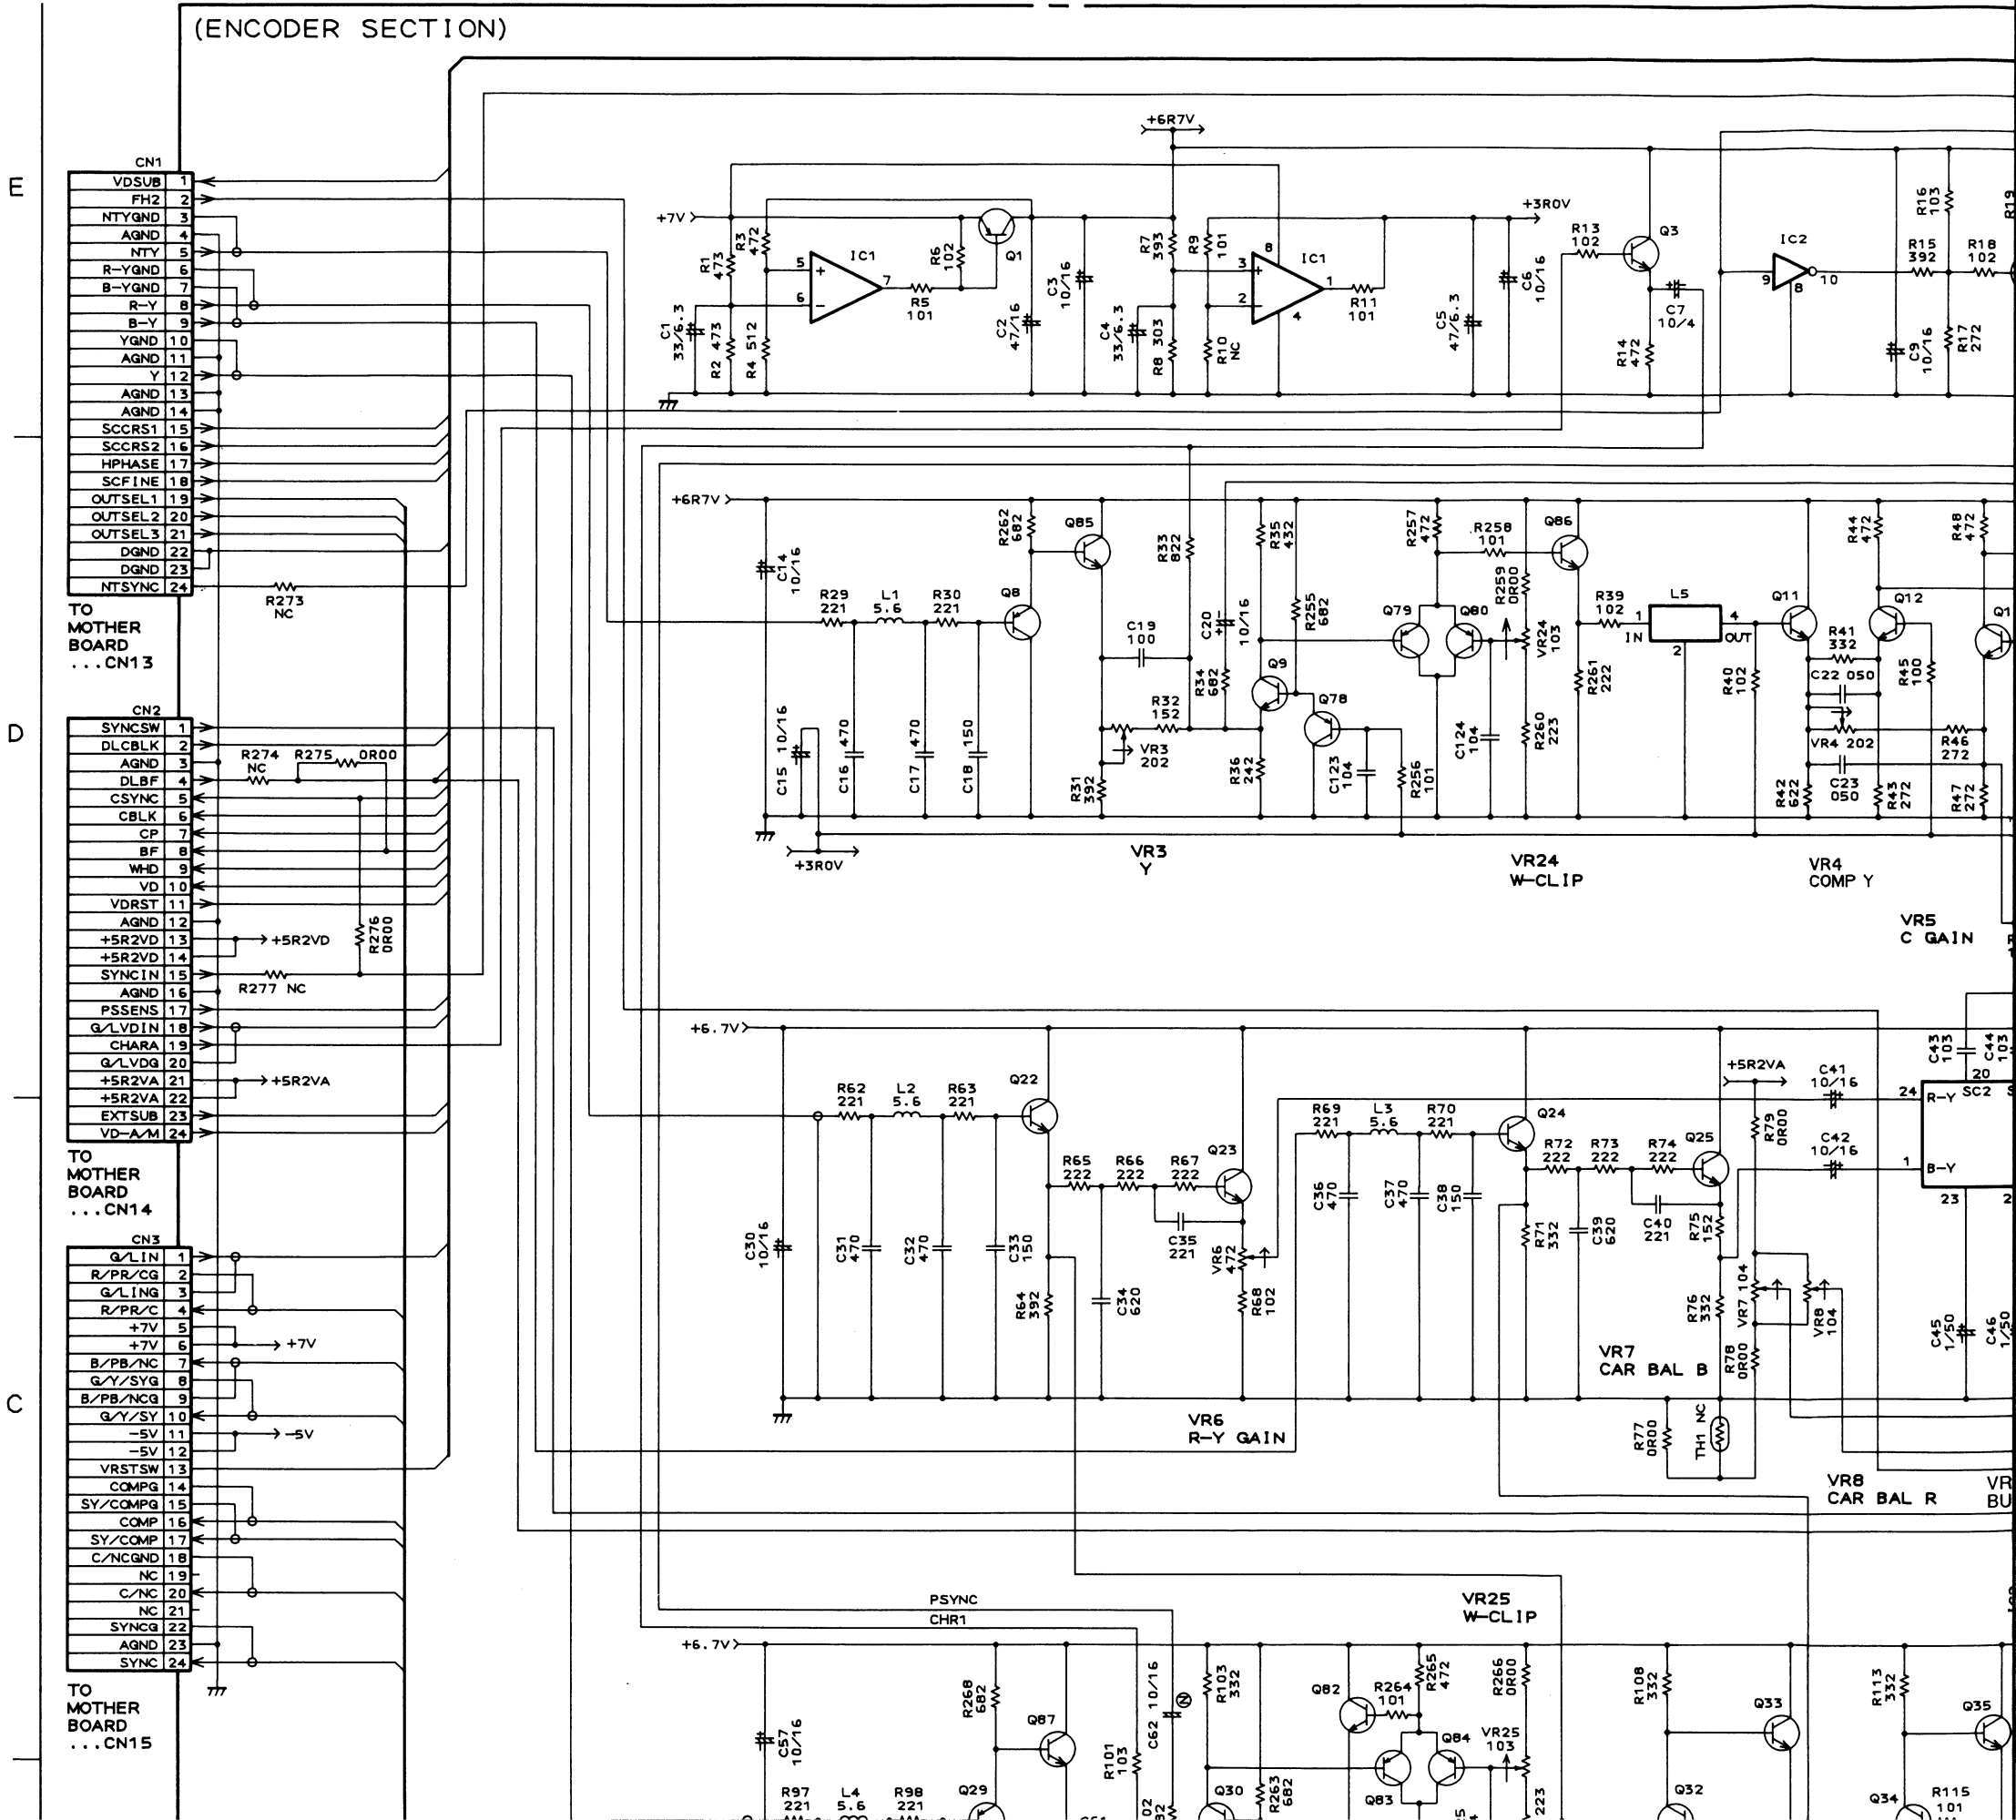 (ENCODER SECTION)
E
D
C
CN1
VDSUB 1
FH2 2
NTYGND 3
AGND 4
NTY 5
R-YGND 6
B-YGND 7
R-Y 8
B-Y 9
YGND 10
AGND 11
Y 12
AGND 13
AGND 14
SCCRS1 15
SCCRS2 16
HPHASE 17
SCFINE 18
OUTSEL1 19
OUTSEL2 20
OUTSEL3 21
DGND 22
DGND 23
NTSYNC 24
R273
NC
TO
MOTHER
BOARD
...CN13
CN2
SYNCSW 1
DLCBLK 2
AGND 3
DLBF 4
CSYNC 5
CBLK 6
CP 7
BF 8
WHD 9
VD 10
VDRST 11
AGND 12
+5R2VD 13
+5R2VD 14
SYNCIN 15
AGND 16
PSSENS 17
G/LVDIN 18
CHARA 19
G/LVDG 20
+5R2VA 21
+5R2VA 22
EXTSUB 23
VD-A/M 24
R274
NC
R275 0R00
R276
0R00
+5R2VD
R277 NC
+5R2VA
TO
MOTHER
BOARD
...CN14
CN3
G/LIN 1
R/PR/CG 2
G/LING 3
R/PR/C 4
+7V 5
+7V 6
B/PB/NC 7
G/Y/SYG 8
B/PB/NCG 9
G/Y/SY 10
-5V 11
-5V 12
VRSTSW 13
COMPG 14
SY/COMPG 15
COMP 16
SY/COMP 17
C/NCGND 18
NC 19
C/NC 20
NC 21
SYNCG 22
AGND 23
SYNC 24
+7V
-5V
TO
MOTHER
BOARD
...CN15
+6R7V
+7V
R1
473
R3
472
C1
33/6.3
R2 473
R4 512
IC1
5
6
7
+
-
R5
101
R6
102
Q1
C2
47/16
C3
10/16
R7
393
R9
101
C4
33/6.3
R8 303
R10
NC
IC1
8
3
2
1
4
+
-
R11
101
C5
47/6.3
C6
10/16
+3R0V
R13
102
Q3
C7
10/4
R14
472
IC2
9
8
10
R16
103
R15
392
R18
102
R19
C9
10/16
R17
272
+6R7V
C14
10/16
R29
221
L1
5.6
R30
221
Q8
R262
682
Q85
C15 10/16
C16 470
C17 470
C18 150
+3R0V
R31
392
VR3
202
C19
100
R32
152
R33
822
R34
682
C20
10/16
R35
432
R255
682
Q9
Q78
R36
242
C123
104
R256
101
R257
472
R258
101
Q86
Q79
Q80
R259
0R00
VR24
103
C124
104
R260
223
R261
222
R39
102
L5
1
4
IN
OUT
2
R40
102
Q11
Q12
R41
332
C22 050
VR4 202
C23
050
R42
622
R43
272
R44
472
R45
100
R46
272
R47
272
R48
472
Q1
VR3
Y
VR24
W-CLIP
VR4
COMP Y
VR5
C GAIN
+6.7V
C30
10/16
R62
221
L2
5.6
R63
221
Q22
C31
470
C32
470
C33
150
R64
392
R65
222
R66
222
R67
222
Q23
C34
620
C35
221
VR6
472
R68
102
R69
221
L3
5.6
R70
221
Q24
C36
470
C37
470
C38
150
R71
332
R72
222
R73
222
R74
222
Q25
C39
620
C40
221
R75
152
R76
332
+5R2VA
R79
0R00
C41
10/16
C42
10/16
VR7 104
VR8
104
R78
0R00
R77
0R00
TH1 NC
C43
103
C44
103
20
24
R-Y
SC2
1
B-Y
23
2
C45
1/50
C46
1/50
VR6
R-Y GAIN
VR7
CAR BAL B
VR8
CAR BAL R
VR
BU
PSYNC
CHR1
+6.7V
VR25
W-CLIP
C57
10/16
R268
682
Q87
R97
221
L4
5.6
R98
221
Q29
R101
103
C62 10/16
R103
332
Q30
R263
682
Q82
R264
101
R265
472
R266
0R00
Q84
VR25
103
Q83
223
R108
332
Q33
Q32
R113
332
Q35
Q34
R115
101